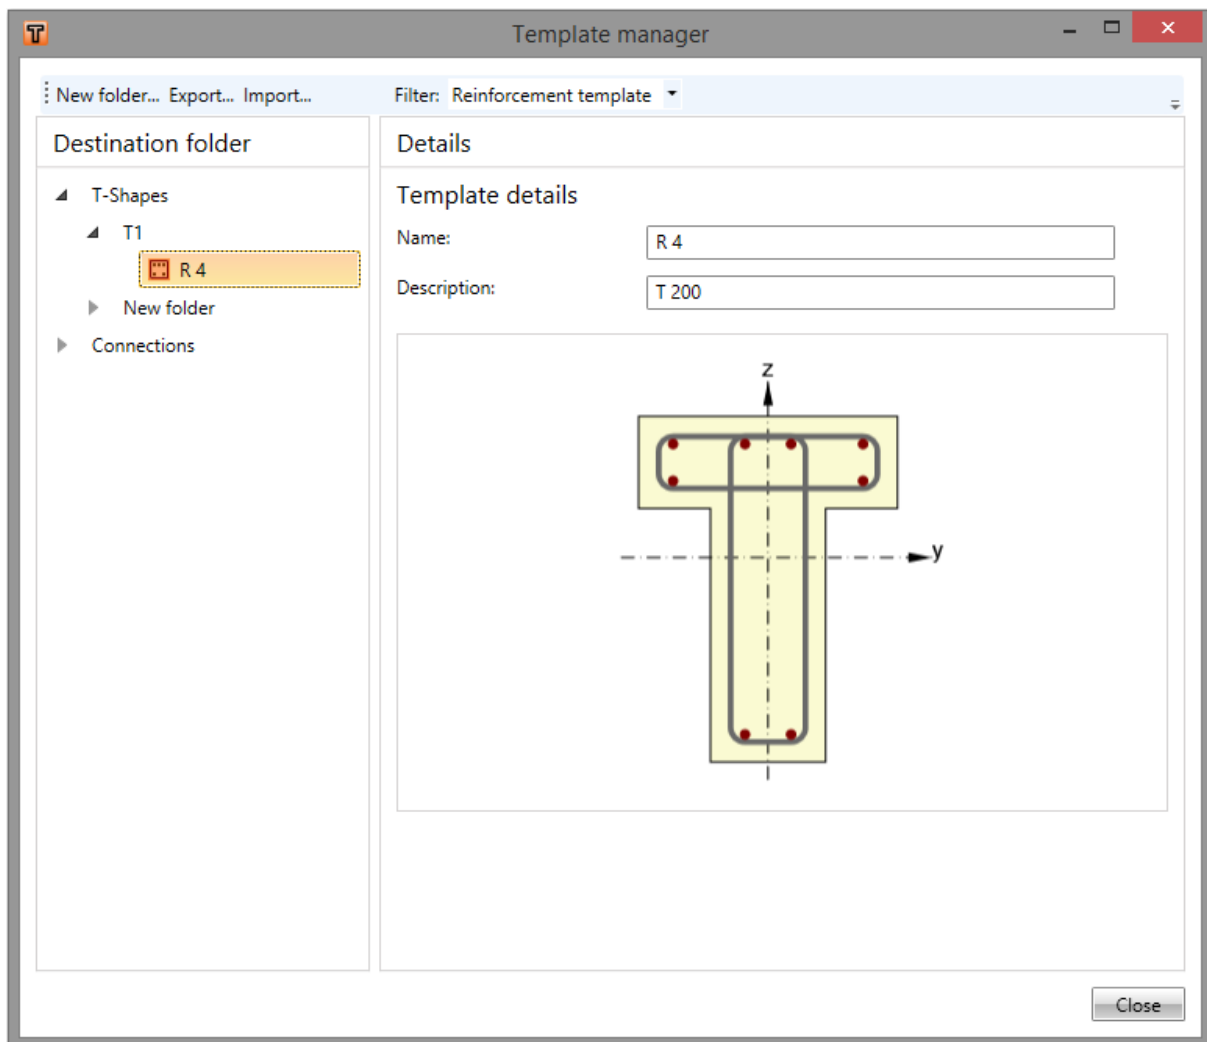 Template manager
New folder... Export... Import... Filter: Reinforcement template
Destination folder
T-Shapes
T1
R 4
New folder
Connections
Details
Template details
Name: R 4
Description: T 200
z
y
Close